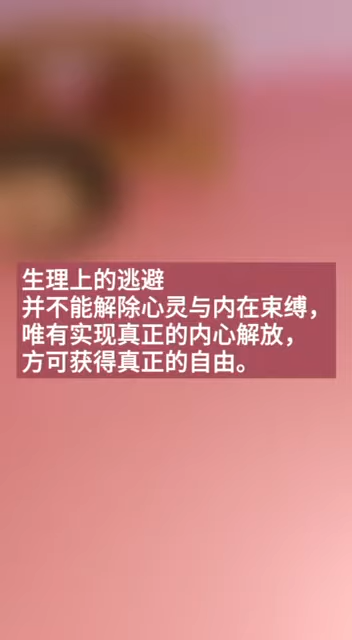 生理上的逃避
并不能解除心灵与内在束缚，
唯有实现真正的内心解放，
方可获得真正的自由。